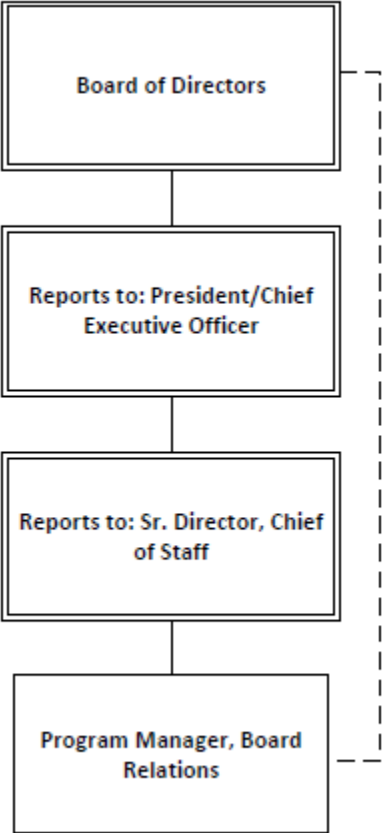 Board of Directors
Reports to: President/Chief
Executive Officer
Reports to: Sr. Director, Chief
of Staff
Program Manager, Board
Relations